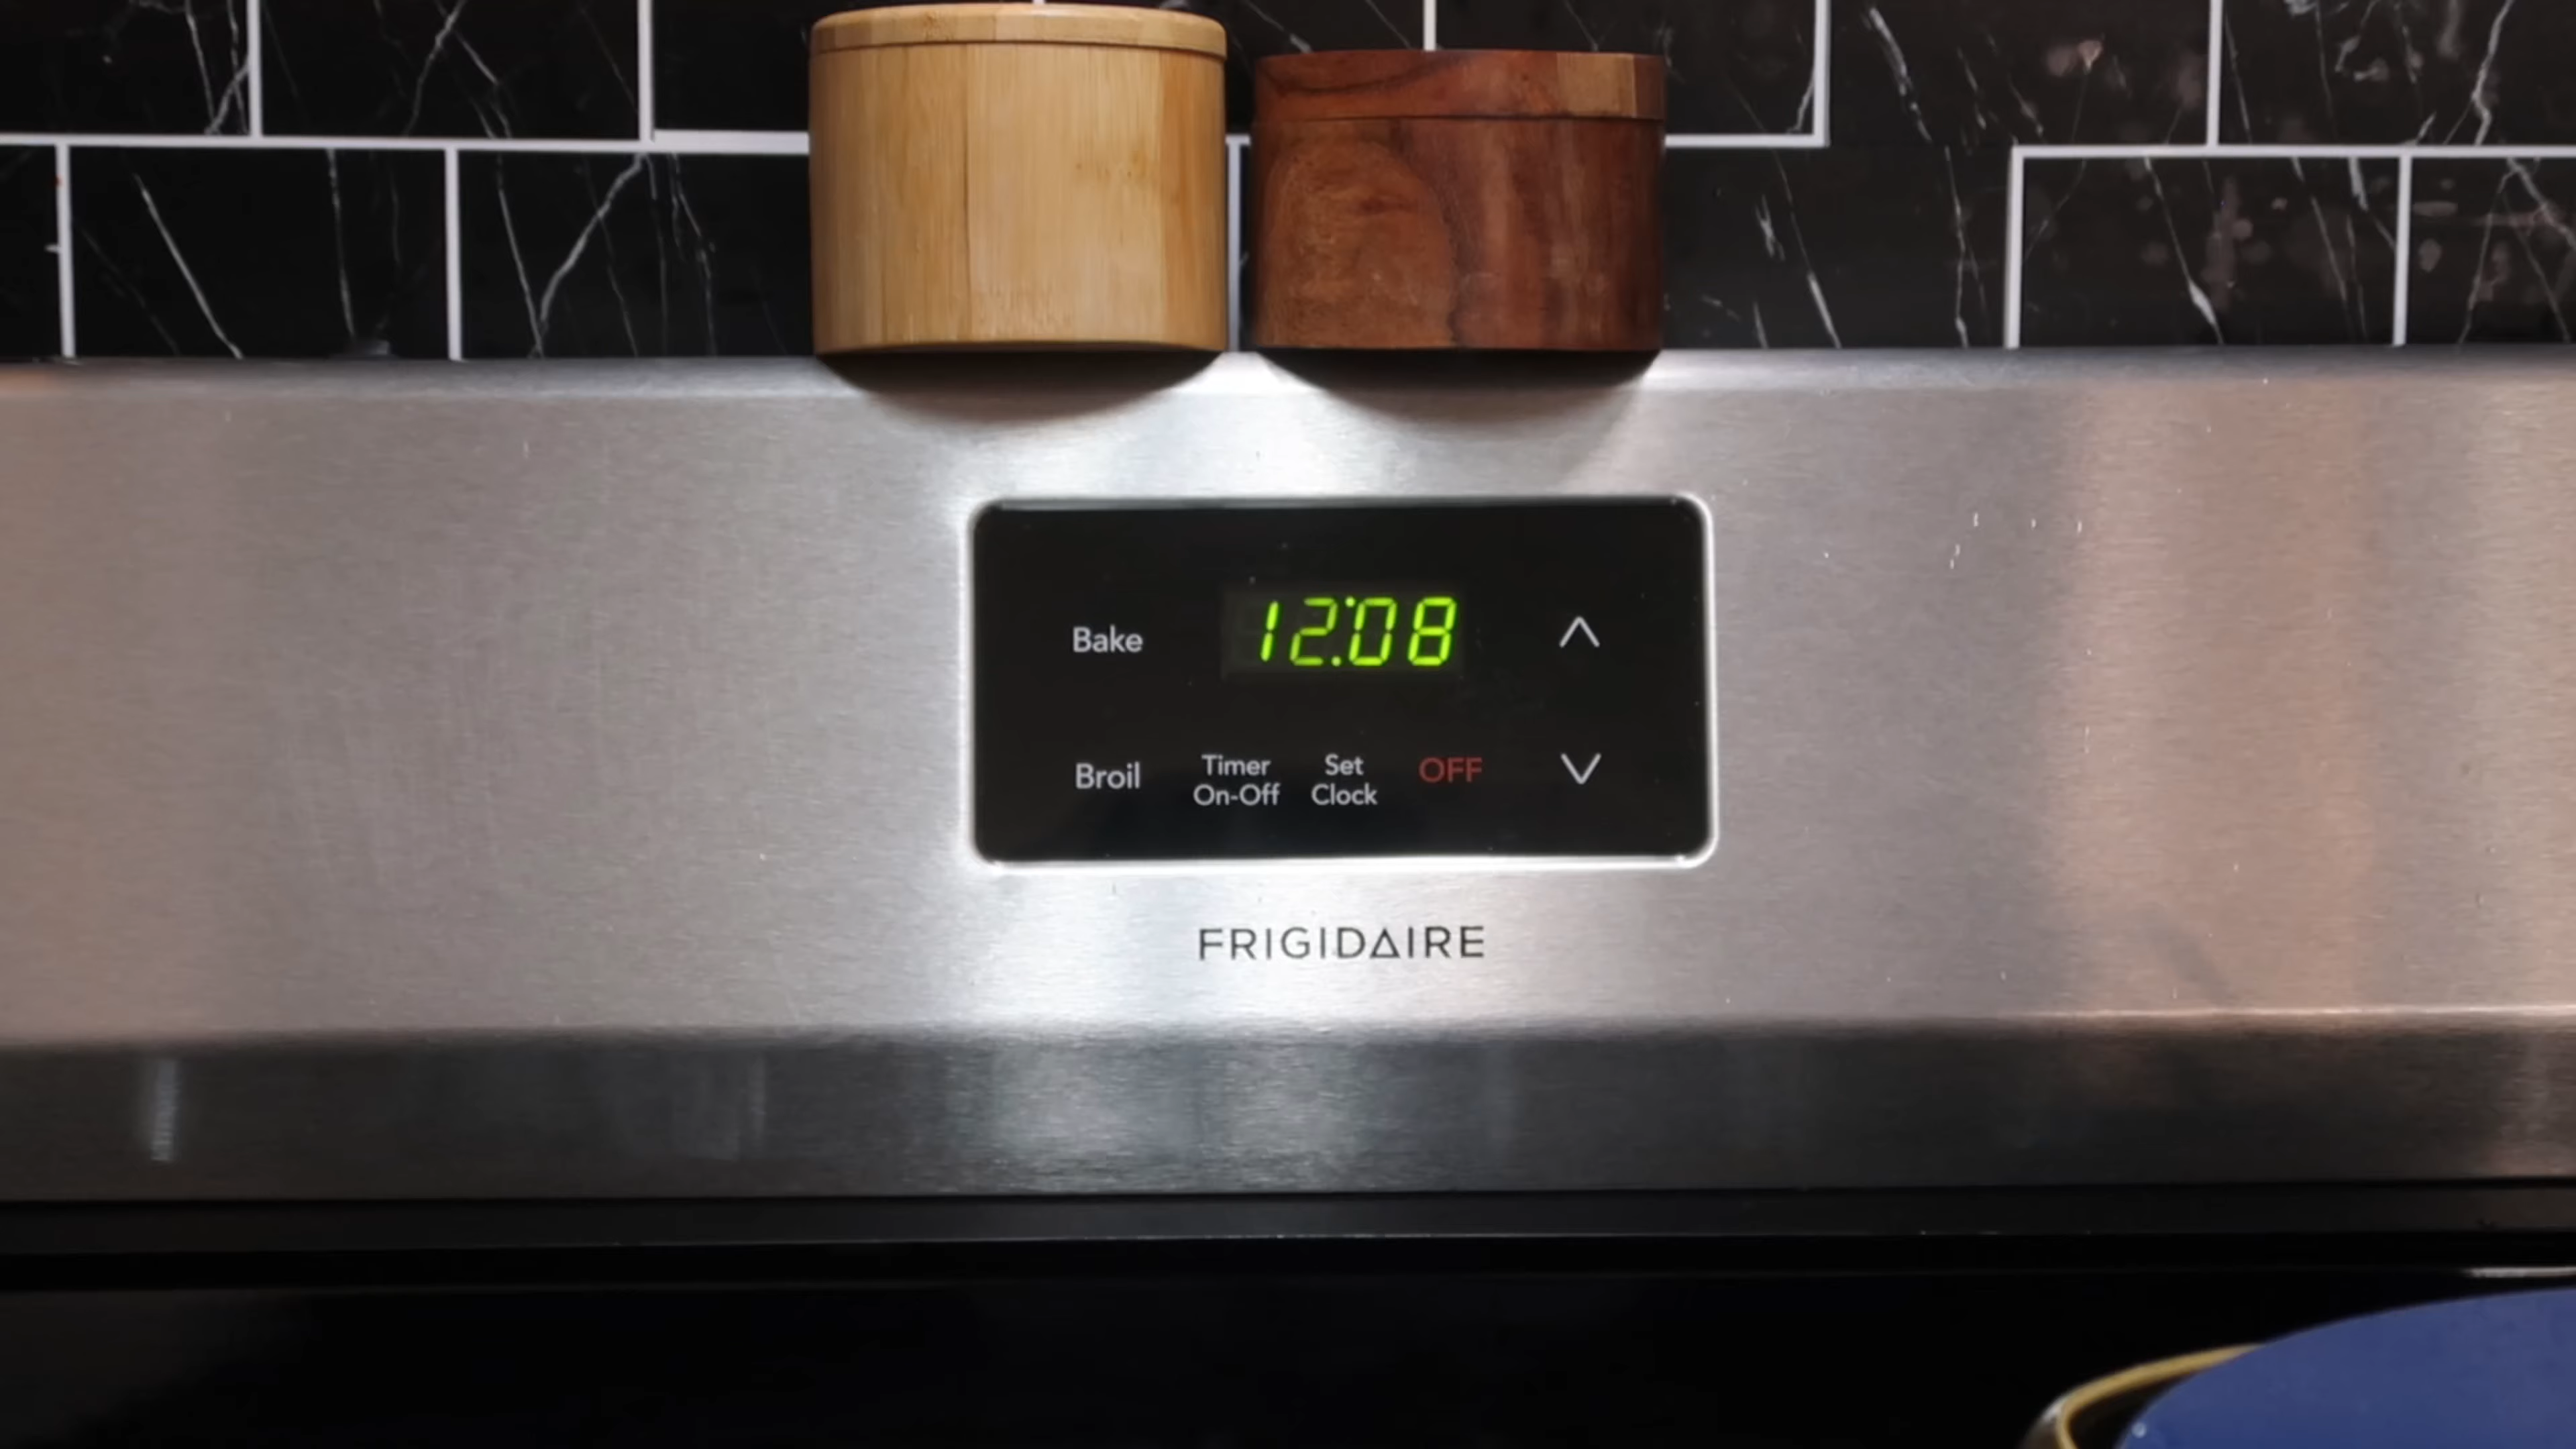 Bake
12:08
Broil
Timer
On-Off
Set
Clock
OFF
FRIGIDAIRE